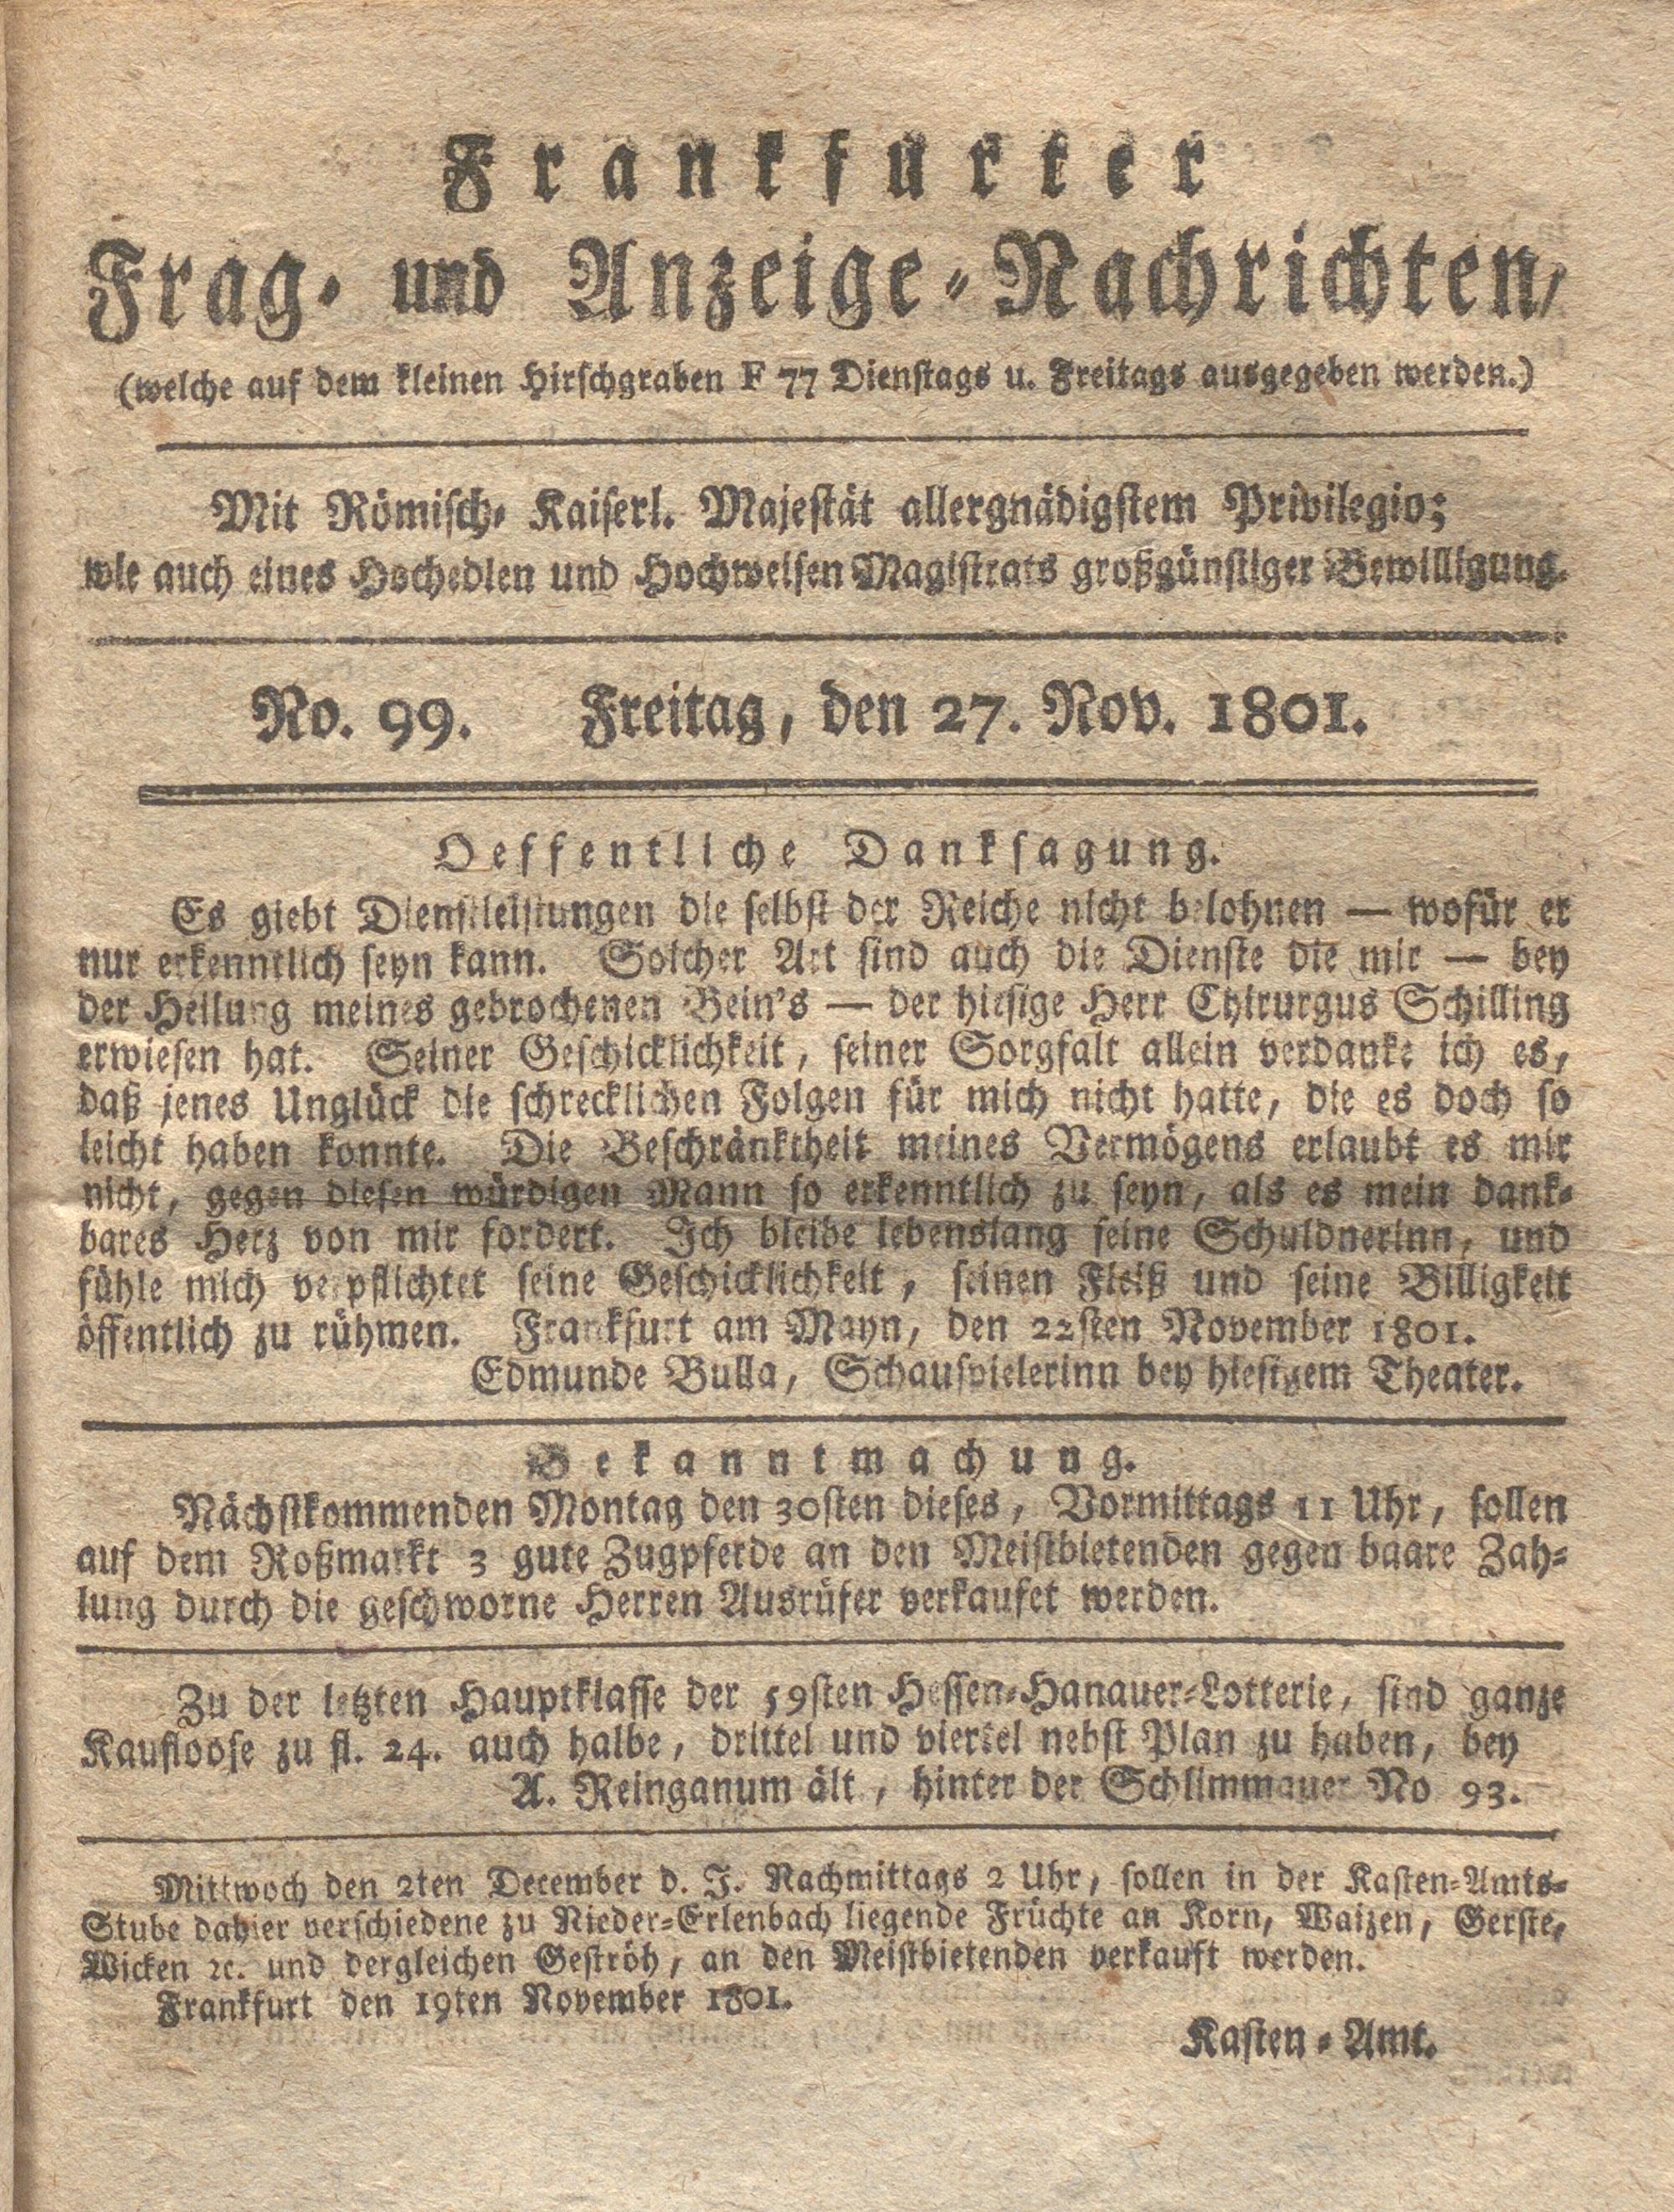 Frankfurter
Frag- und Anzeige-Nachrichten,
(welche auf dem kleinen Hirschgraben F 77 Dienstags u. Freitags ausgegeben werden.)
Mit Römisch- Kaiserl. Majestät allergnädigstem Privilegio;
wie auch eines Hochedlen und Hochweisen Magistrats großgünstiger Bewilligung.
No. 99. Freitag, den 27. Nov. 1801.
Oeffentliche Danksagung.
Es giebt Dienstleistungen die selbst der Reiche nicht belohnen — wofür er
nur erkenntlich seyn kann. Solcher Art sind auch die Dienste die mir — bey
der Heilung meines gebrochenen Bein's — der hiesige Herr Chirurgus Schilling
erwiesen hat. Seiner Geschicklichkeit, seiner Sorgfalt allein verdanke ich es,
daß jenes Unglück die schrecklichen Folgen für mich nicht hatte, die es doch so
leicht haben konnte. Die Beschränktheit meines Vermögens erlaubt es mir
nicht, gegen diesen würdigen Mann so erkenntlich zu seyn, als es mein dank-
bares Herz von mir fordert. Ich bleibe lebenslang seine Schuldnerinn, und
fühle mich verpflichtet seine Geschicklichkeit, seinen Fleiß und seine Billigkeit
öffentlich zu rühmen. Frankfurt am Mayn, den 22sten November 1801.
Edmunde Bulla, Schauspielerinn bey hiesigem Theater.
Bekanntmachung.
Nächstkommenden Montag den 30sten dieses, Vormittags 11 Uhr, sollen
auf dem Roßmarkt 3 gute Zugpferde an den Meistbietenden gegen baare Zah-
lung durch die geschworne Herren Ausrüfer verkaufet werden.
Zu der letzten Hauptklasse der 59sten Hessen-Hanauer-Lotterie, sind ganze
Kaufloose zu fl. 24. auch halbe, drittel und viertel nebst Plan zu haben, bey
A. Reinganum ält., hinter der Schlimmauer No 93.
Mittwoch den 2ten December d. J. Nachmittags 2 Uhr, sollen in der Kasten-Amts-
Stube dahier verschiedene zu Nieder-Erlenbach liegende Früchte an Korn, Waizen, Gerste,
Wicken ꝛc. und dergleichen Geströh, an den Meistbietenden verkauft werden.
Frankfurt den 19ten November 1801.
Kasten-Amt.